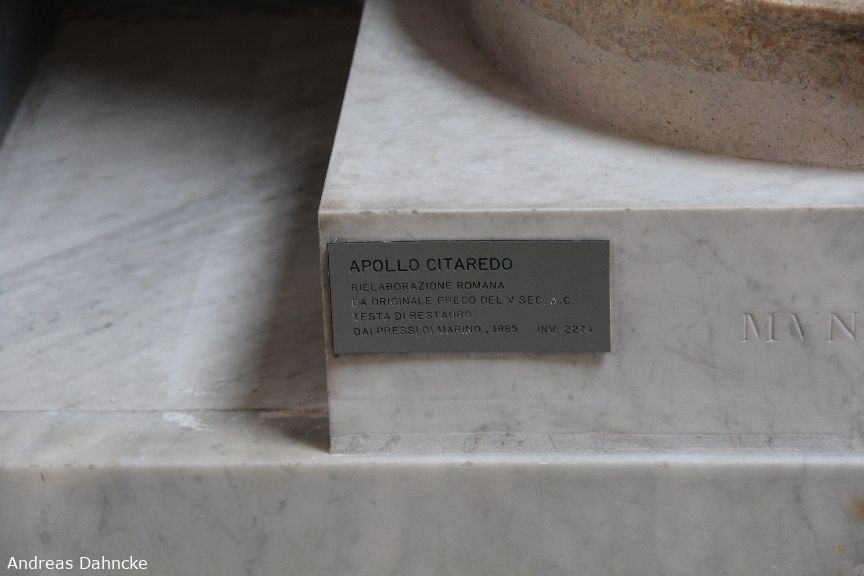 APOLLO CITAREDO
RIELABORAZIONE ROMANA
DA ORIGINALE GRECO DEL V SEC. A.C.
TESTA DI RESTAURO
DAI PRESSI DI MARINO, 1885 INV. 2274
MVN
Andreas Dahncke